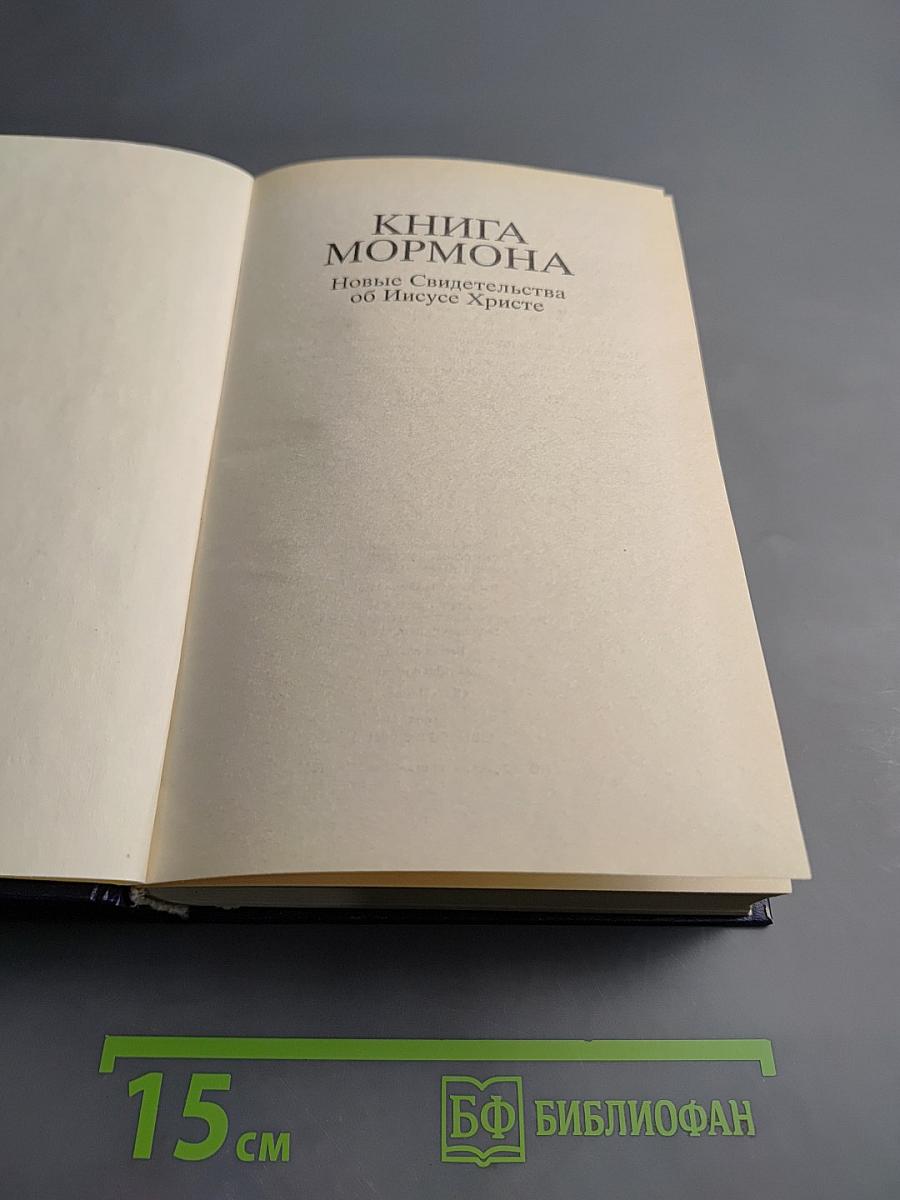 КНИГА
МОРМОНА
Новые Свидетельства
об Иисусе Христе
15 см
БФ БИБЛИОФАН